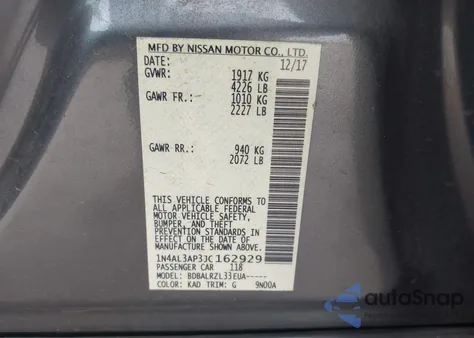 MFD BY NISSAN MOTOR CO., LTD.
DATE: 12/17
GVWR: 1917 KG
4226 LB
GAWR FR.: 1010 KG
2227 LB
GAWR RR.: 940 KG
2072 LB
THIS VEHICLE CONFORMS TO
ALL APPLICABLE FEDERAL
MOTOR VEHICLE SAFETY,
BUMPER, AND THEFT
PREVENTION STANDARDS IN
EFFECT ON THE DATE OF
MANUFACTURE SHOWN ABOVE.
1N4AL3AP3JC162929
PASSENGER CAR 118
MODEL: BDBALRZL33EUA-----
COLOR: KAD TRIM: G 9N00A
autoSnap